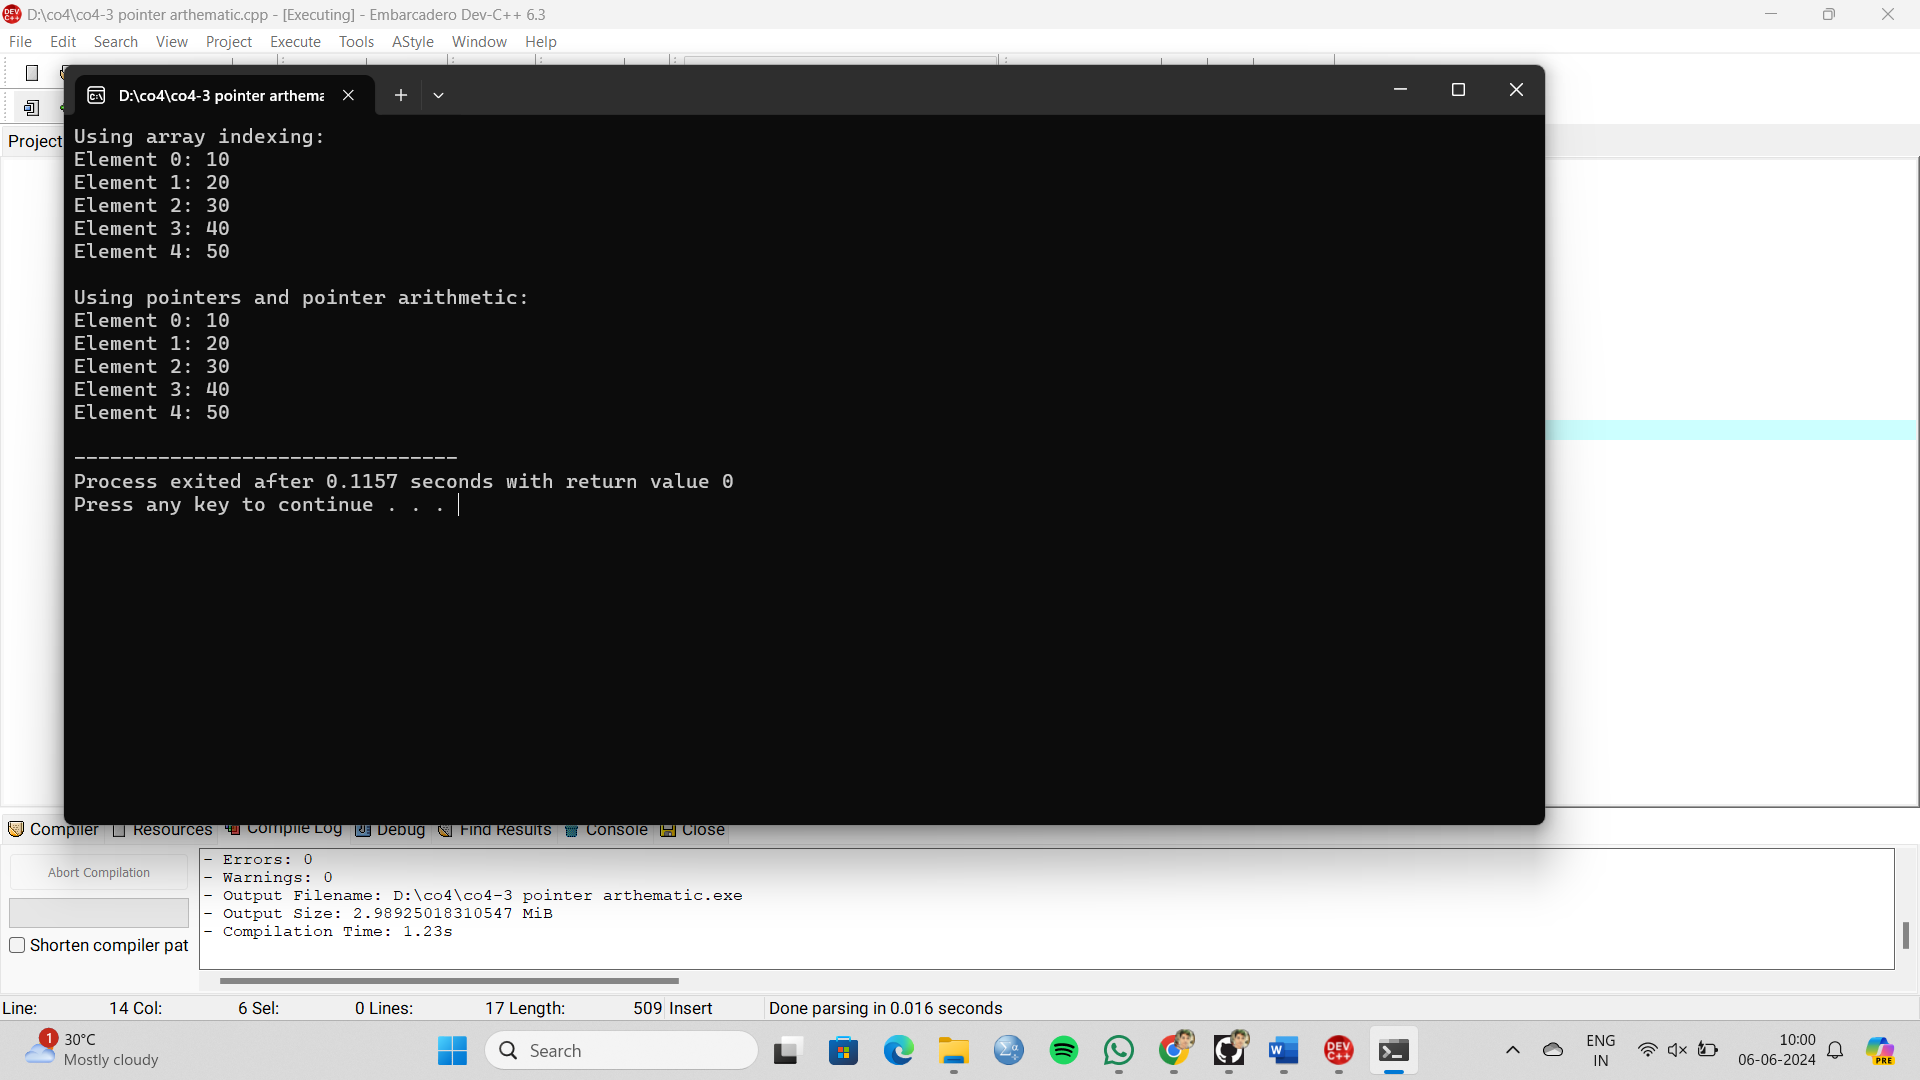 D:\co4\co4-3 pointer arthematic.cpp - [Executing] - Embarcadero Dev-C++ 6.3
File Edit Search View Project Execute Tools AStyle Window Help
D:\co4\co4-3 pointer arthema
Project
Using array indexing:
Element 0: 10
Element 1: 20
Element 2: 30
Element 3: 40
Element 4: 50
Using pointers and pointer arithmetic:
Element 0: 10
Element 1: 20
Element 2: 30
Element 3: 40
Element 4: 50
--------------------------------
Process exited after 0.1157 seconds with return value 0
Press any key to continue . . .
Compiler Resources Compile Log Debug Find Results Console Close
Abort Compilation
Shorten compiler pat
- Errors: 0
- Warnings: 0
- Output Filename: D:\co4\co4-3 pointer arthematic.exe
- Output Size: 2.98925018310547 MiB
- Compilation Time: 1.23s
Line: 14 Col: 6 Sel: 0 Lines: 17 Length: 509 Insert Done parsing in 0.016 seconds
1
30°C
Mostly cloudy
Search
DEV C++
ENG
IN
10:00
06-06-2024
PRE